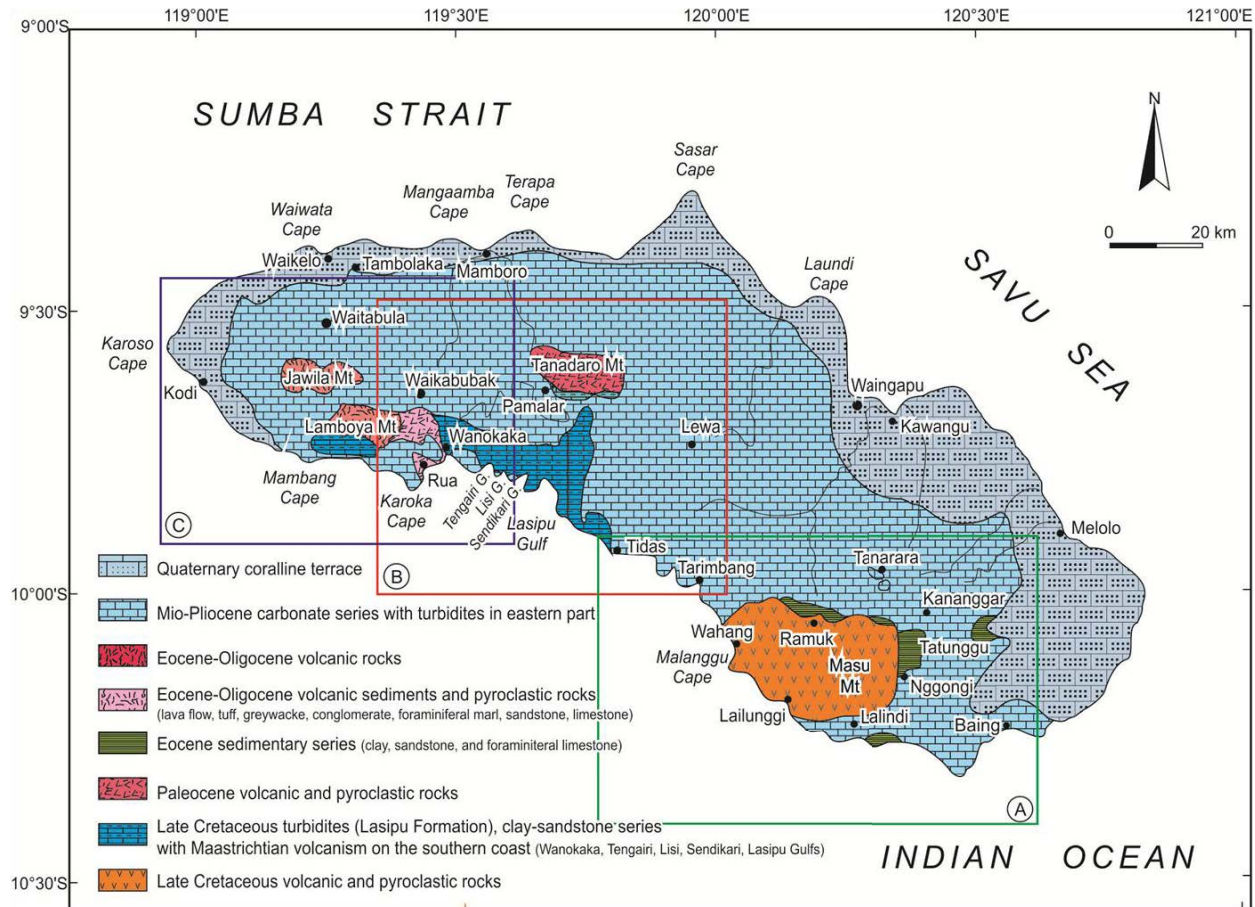 119°00'E
119°30'E
120°00'E
120°30'E
121°00'E
9°00'S
9°30'S
10°00'S
10°30'S
SUMBA STRAIT
N
0 20 km
Sasar
Cape
Terapa
Cape
Mangaamba
Cape
Waiwata
Cape
Waikelo
Tambolaka
Mamboro
Laundi
Cape
SAVU SEA
Karoso
Cape
Waitabula
Kodi
Jawila Mt
Waikabubak
Tanadaro Mt
Pamalar
Waingapu
Kawangu
Lamboya Mt
Wanokaka
Lewa
Mambang
Cape
Rua
Karoka
Cape
Tengairi G.
Lisi G.
Sendikari G.
Lasipu
Gulf
Melolo
C
Tidas
Tanarara
B
Tarimbang
Kananggar
Wahang
Ramuk
Tatunggu
Malanggu
Cape
Masu
Mt
Nggongi
Lailunggi
Lalindi
Baing
A
INDIAN OCEAN
Quaternary coralline terrace
Mio-Pliocene carbonate series with turbidites in eastern part
Eocene-Oligocene volcanic rocks
Eocene-Oligocene volcanic sediments and pyroclastic rocks
(lava flow, tuff, greywacke, conglomerate, foraminiferal marl, sandstone, limestone)
Eocene sedimentary series (clay, sandstone, and foraminiteral limestone)
Paleocene volcanic and pyroclastic rocks
Late Cretaceous turbidites (Lasipu Formation), clay-sandstone series
with Maastrichtian volcanism on the southern coast (Wanokaka, Tengairi, Lisi, Sendikari, Lasipu Gulfs)
Late Cretaceous volcanic and pyroclastic rocks